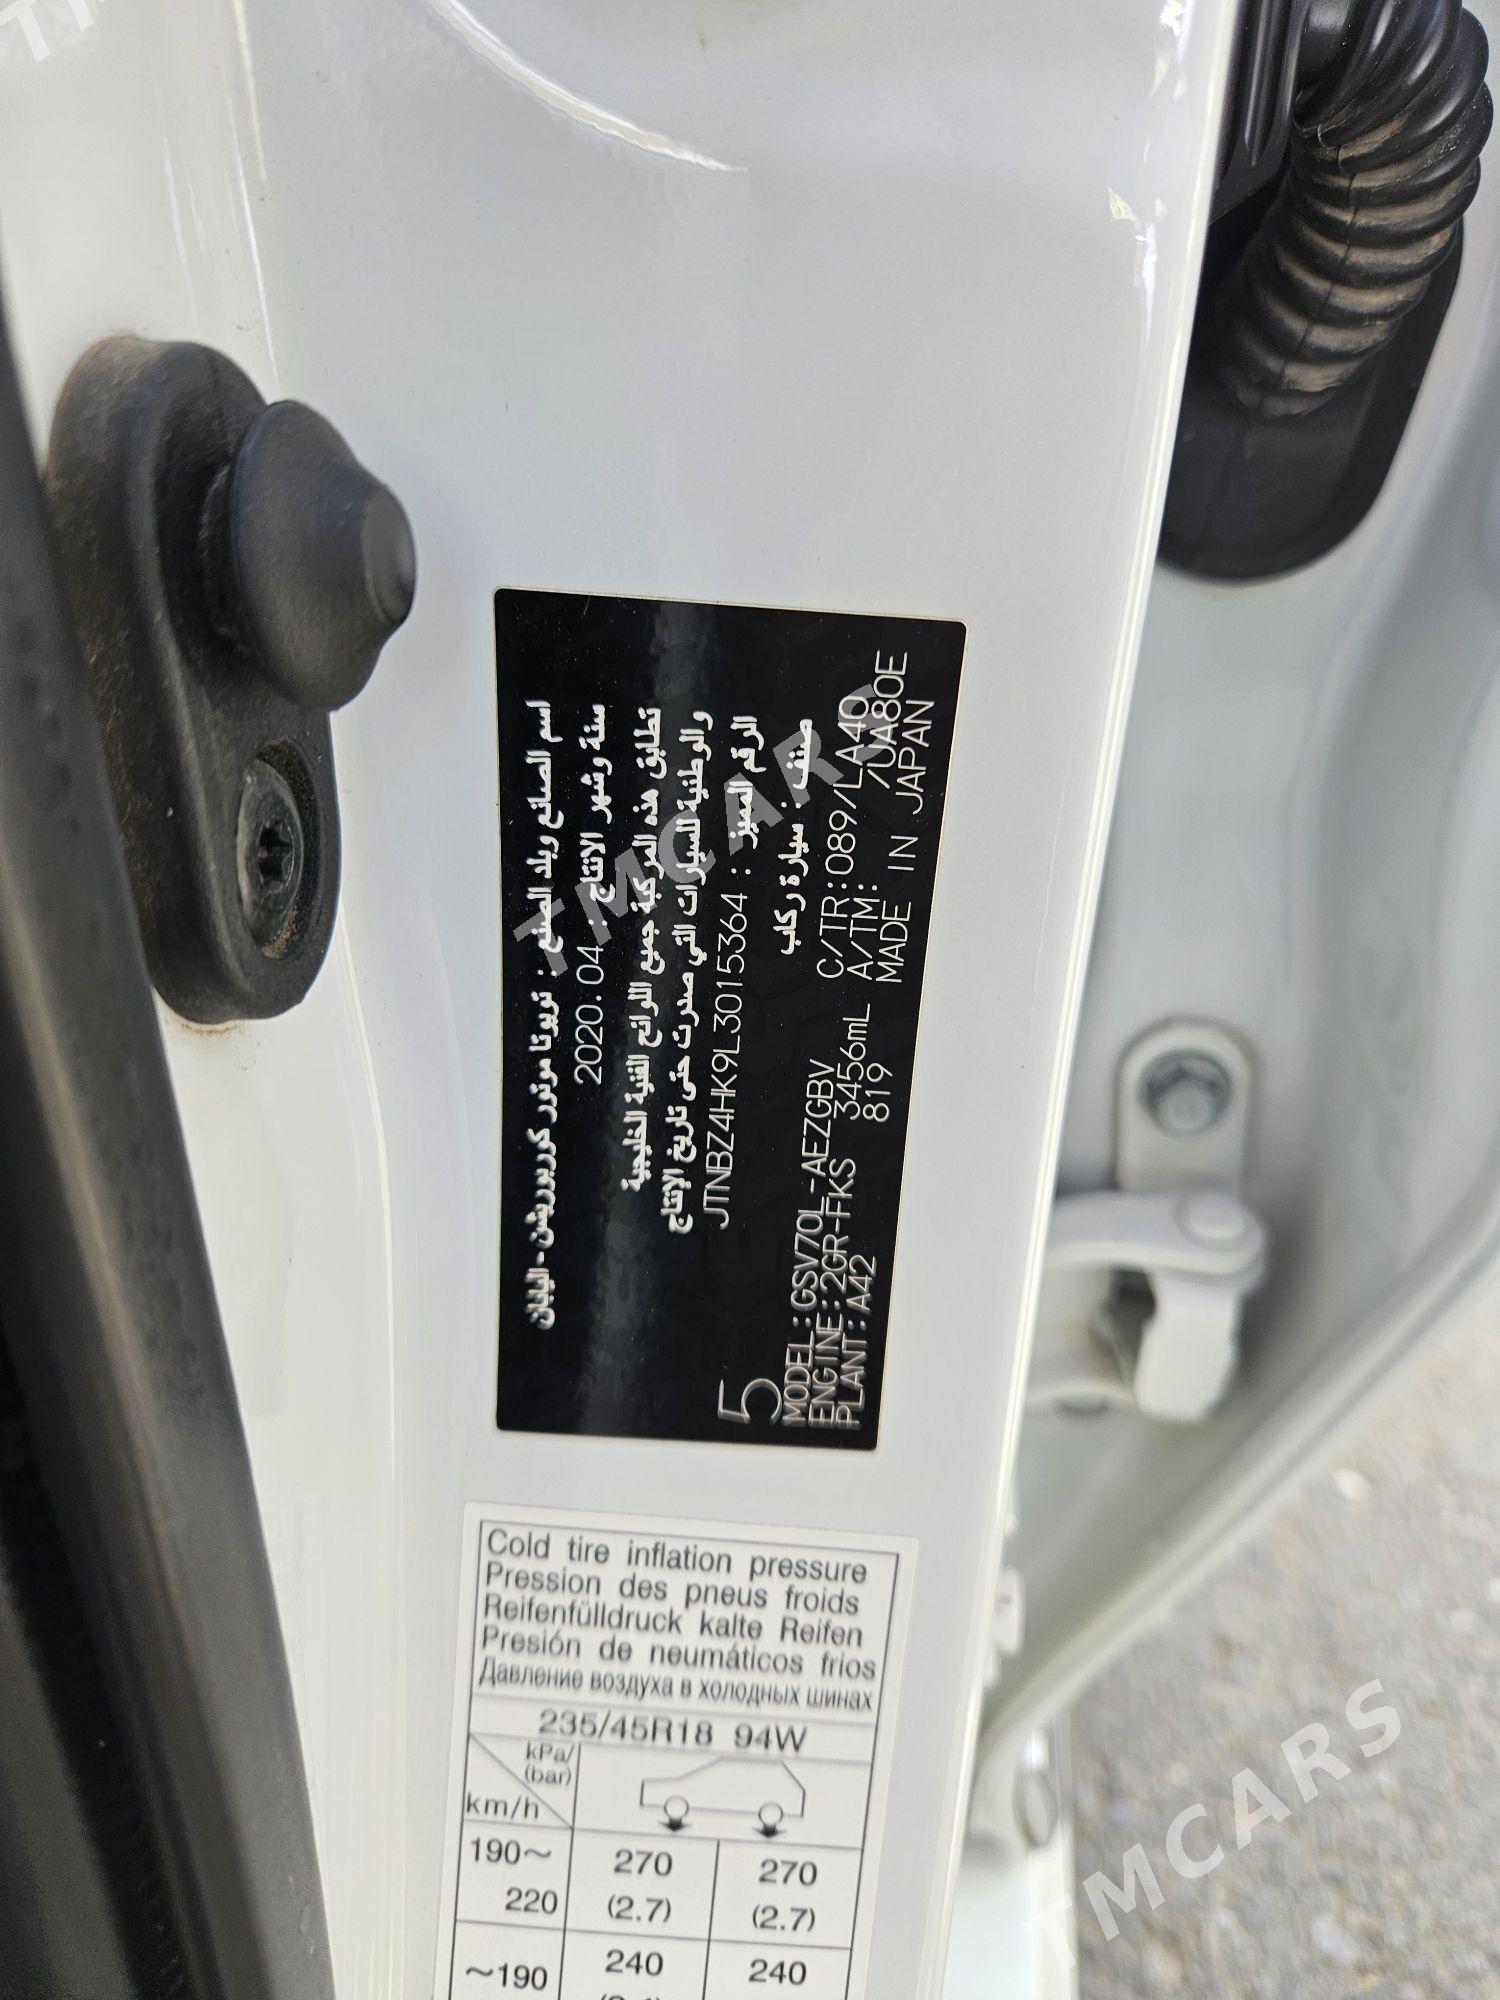 اسم الصانع وبلد الصنع : تويوتا موتور كوربوريشن - اليابان
سنة وشهر الانتاج : 2020.04
تطابق هذه المركبة جميع اللوائح الفنية الخليجية
والوطنية للسيارات التي صدرت حتى تاريخ الإنتاج
الرقم المميز : JTNBZ4HK9L3015364
صنف : سيارة ركاب
5
MODEL:GSV70L-AEZGBV C/TR:089/LA40
ENGINE:2GR-FKS 3456mL A/TM: /UA80E
PLANT:A42 819 MADE IN JAPAN
Cold tire inflation pressure
Pression des pneus froids
Reifenfülldruck kalte Reifen
Presión de neumáticos frios
Давление воздуха в холодных шинах
235/45R18 94W
kPa/
(bar)
km/h
190~
220
270
(2.7)
270
(2.7)
~190
240
240
TMCARS
TMCARS